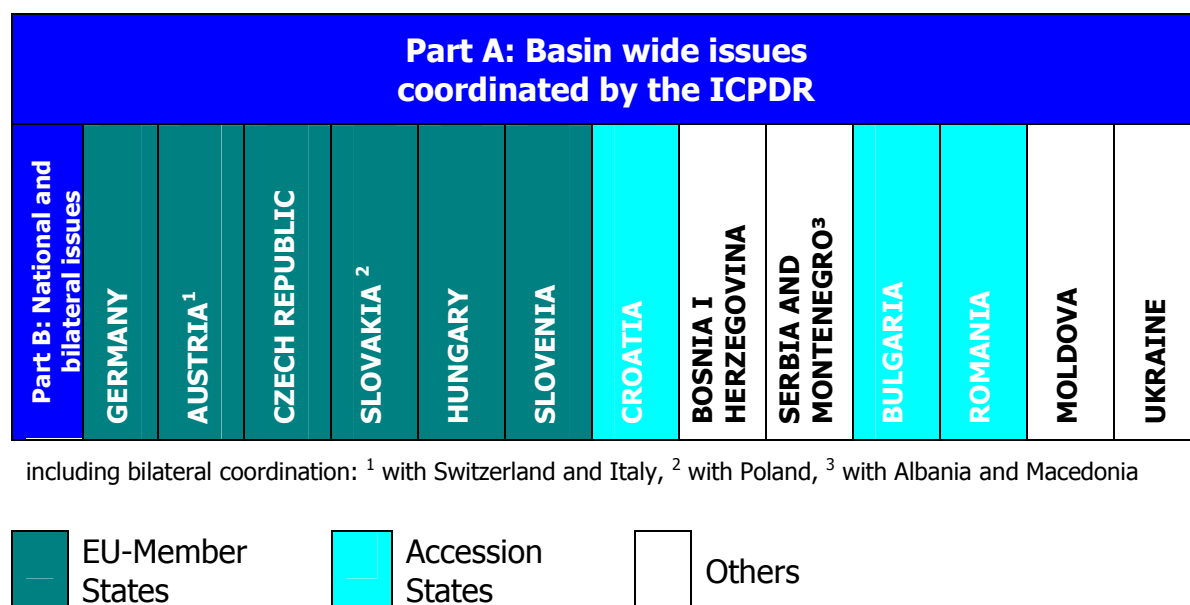 Part A: Basin wide issues
coordinated by the ICPDR
Part B: National and
bilateral issues
GERMANY
AUSTRIA¹
CZECH REPUBLIC
SLOVAKIA ²
HUNGARY
SLOVENIA
CROATIA
BOSNIA I
HERZEGOVINA
SERBIA AND
MONTENEGRO³
BULGARIA
ROMANIA
MOLDOVA
UKRAINE
including bilateral coordination: ¹ with Switzerland and Italy, ² with Poland, ³ with Albania and Macedonia
EU-Member
States
Accession
States
Others